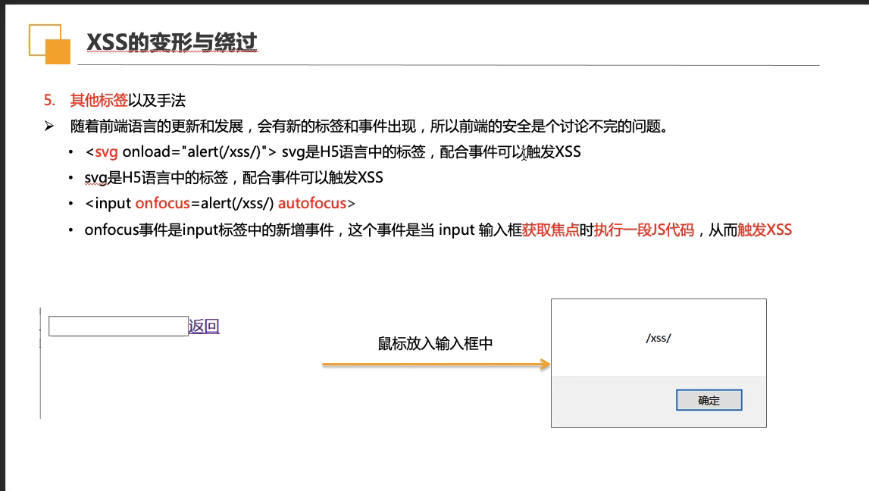 XSS的变形与绕过
5. 其他标签以及手法
➢ 随着前端语言的更新和发展，会有新的标签和事件出现，所以前端的安全是个讨论不完的问题。
• <svg onload="alert(/xss/)"> svg是H5语言中的标签，配合事件可以触发XSS
• svg是H5语言中的标签，配合事件可以触发XSS
• <input onfocus=alert(/xss/) autofocus>
• onfocus事件是input标签中的新增事件，这个事件是当 input 输入框获取焦点时执行一段JS代码，从而触发XSS
返回
鼠标放入输入框中
/xss/
确定